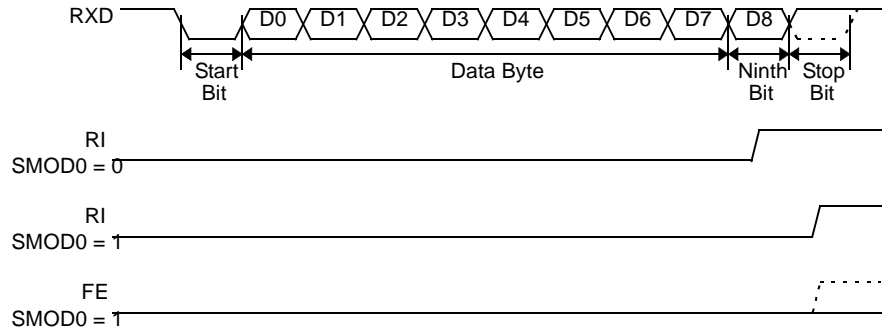 RXD D0 D1 D2 D3 D4 D5 D6 D7 D8
Start Bit
Data Byte
Ninth Bit
Stop Bit
RI
SMOD0 = 0
RI
SMOD0 = 1
FE
SMOD0 = 1